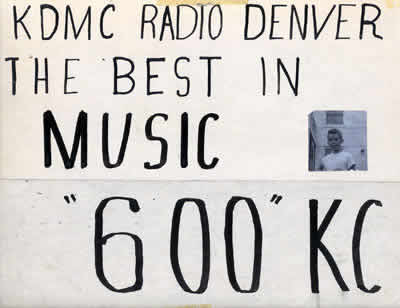 KDMC RADIO DENVER
THE BEST IN
MUSIC
"600" KC